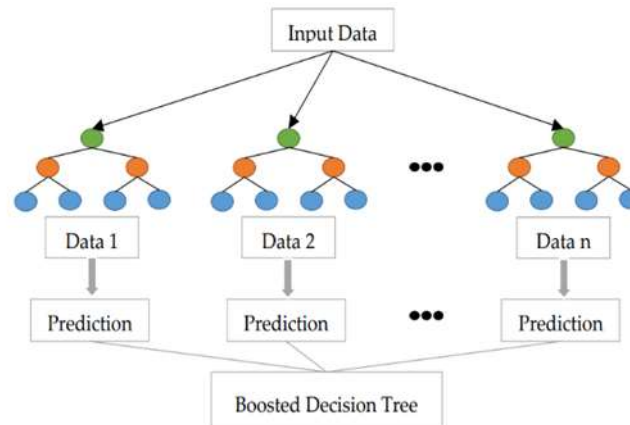 Input Data
Data 1
Data 2
Data n
Prediction
Prediction
Prediction
Boosted Decision Tree